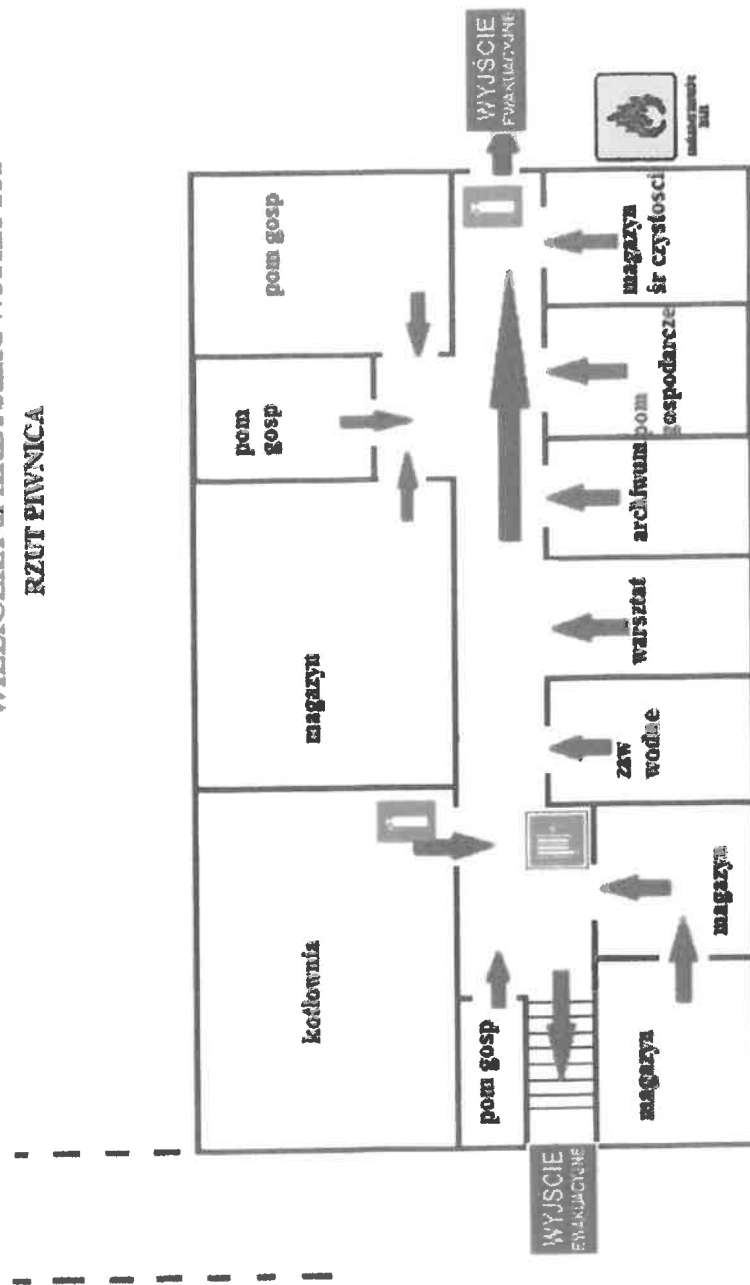 RZUT PIWNICA
kotłownia
magazyn
pom
gosp
pom gosp
pom gosp
WYJŚCIE
EWAKUACYJNE
WYJŚCIE
EWAKUACYJNE
magazyn
magazyn
zaw
wodne
warsztat
archiwum
pom
gospodarcze
magazyn
śr czystości